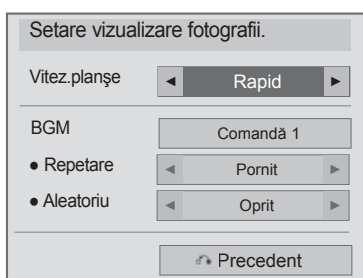 Setare vizualizare fotografii.
Vitez.planşe ◄ Rapid ►
BGM Comandă 1
● Repetare ◄ Pornit ►
● Aleatoriu ◄ Oprit ►
Precedent